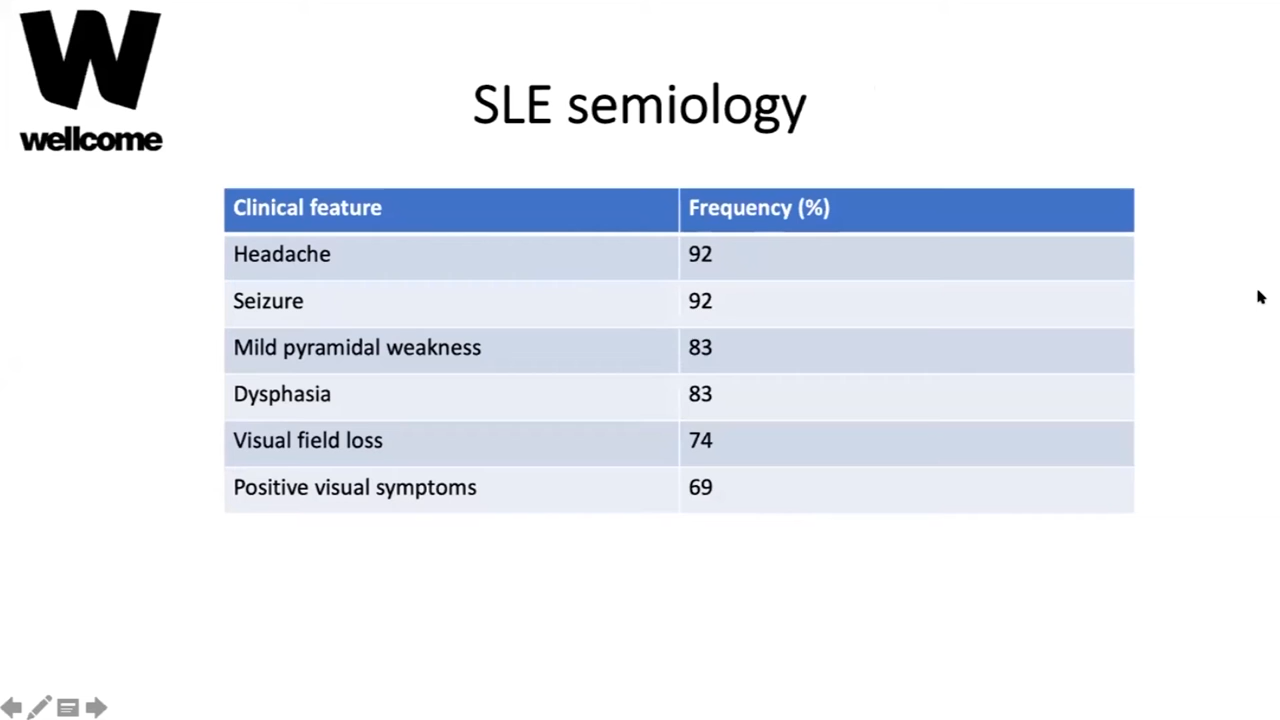 W
wellcome
SLE semiology
Clinical feature Frequency (%)
Headache 92
Seizure 92
Mild pyramidal weakness 83
Dysphasia 83
Visual field loss 74
Positive visual symptoms 69